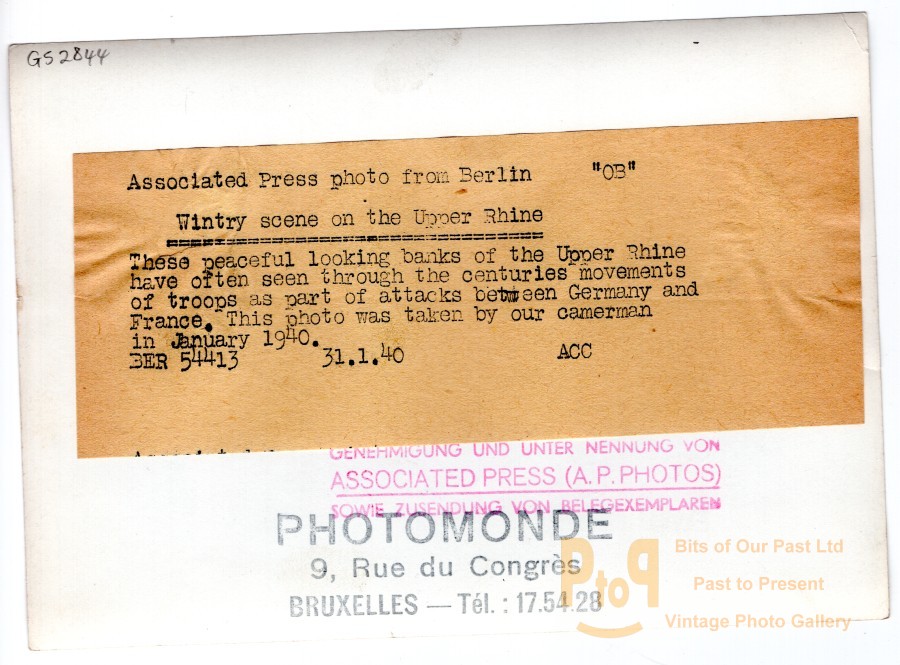 GS2844
Associated Press photo from Berlin "OB"
Wintry scene on the Upper Rhine
These peaceful looking banks of the Upper Rhine
have often seen through the centuries movements
of troops as part of attacks between Germany and
France. This photo was taken by our camerman
in January 1940.
BER 54413 31.1.40 ACC
GENEHMIGUNG UND UNTER NENNUNG VON
ASSOCIATED PRESS (A.P.PHOTOS)
SOWIE ZUSENDUNG VON BELEGEXEMPLAREN
PHOTOMONDE
9, Rue du Congrès
BRUXELLES — Tél.: 17.54.28
PtoP
Bits of Our Past Ltd
Past to Present
Vintage Photo Gallery